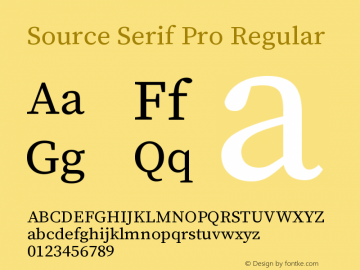 Source Serif Pro Regular
Aa Ff a
Gg Qq
ABCDEFGHIJKLMNOPQRSTUVWXYZ
abcdefghijklmnopqrstuvwxyz
0123456789
© Design by fontke.com